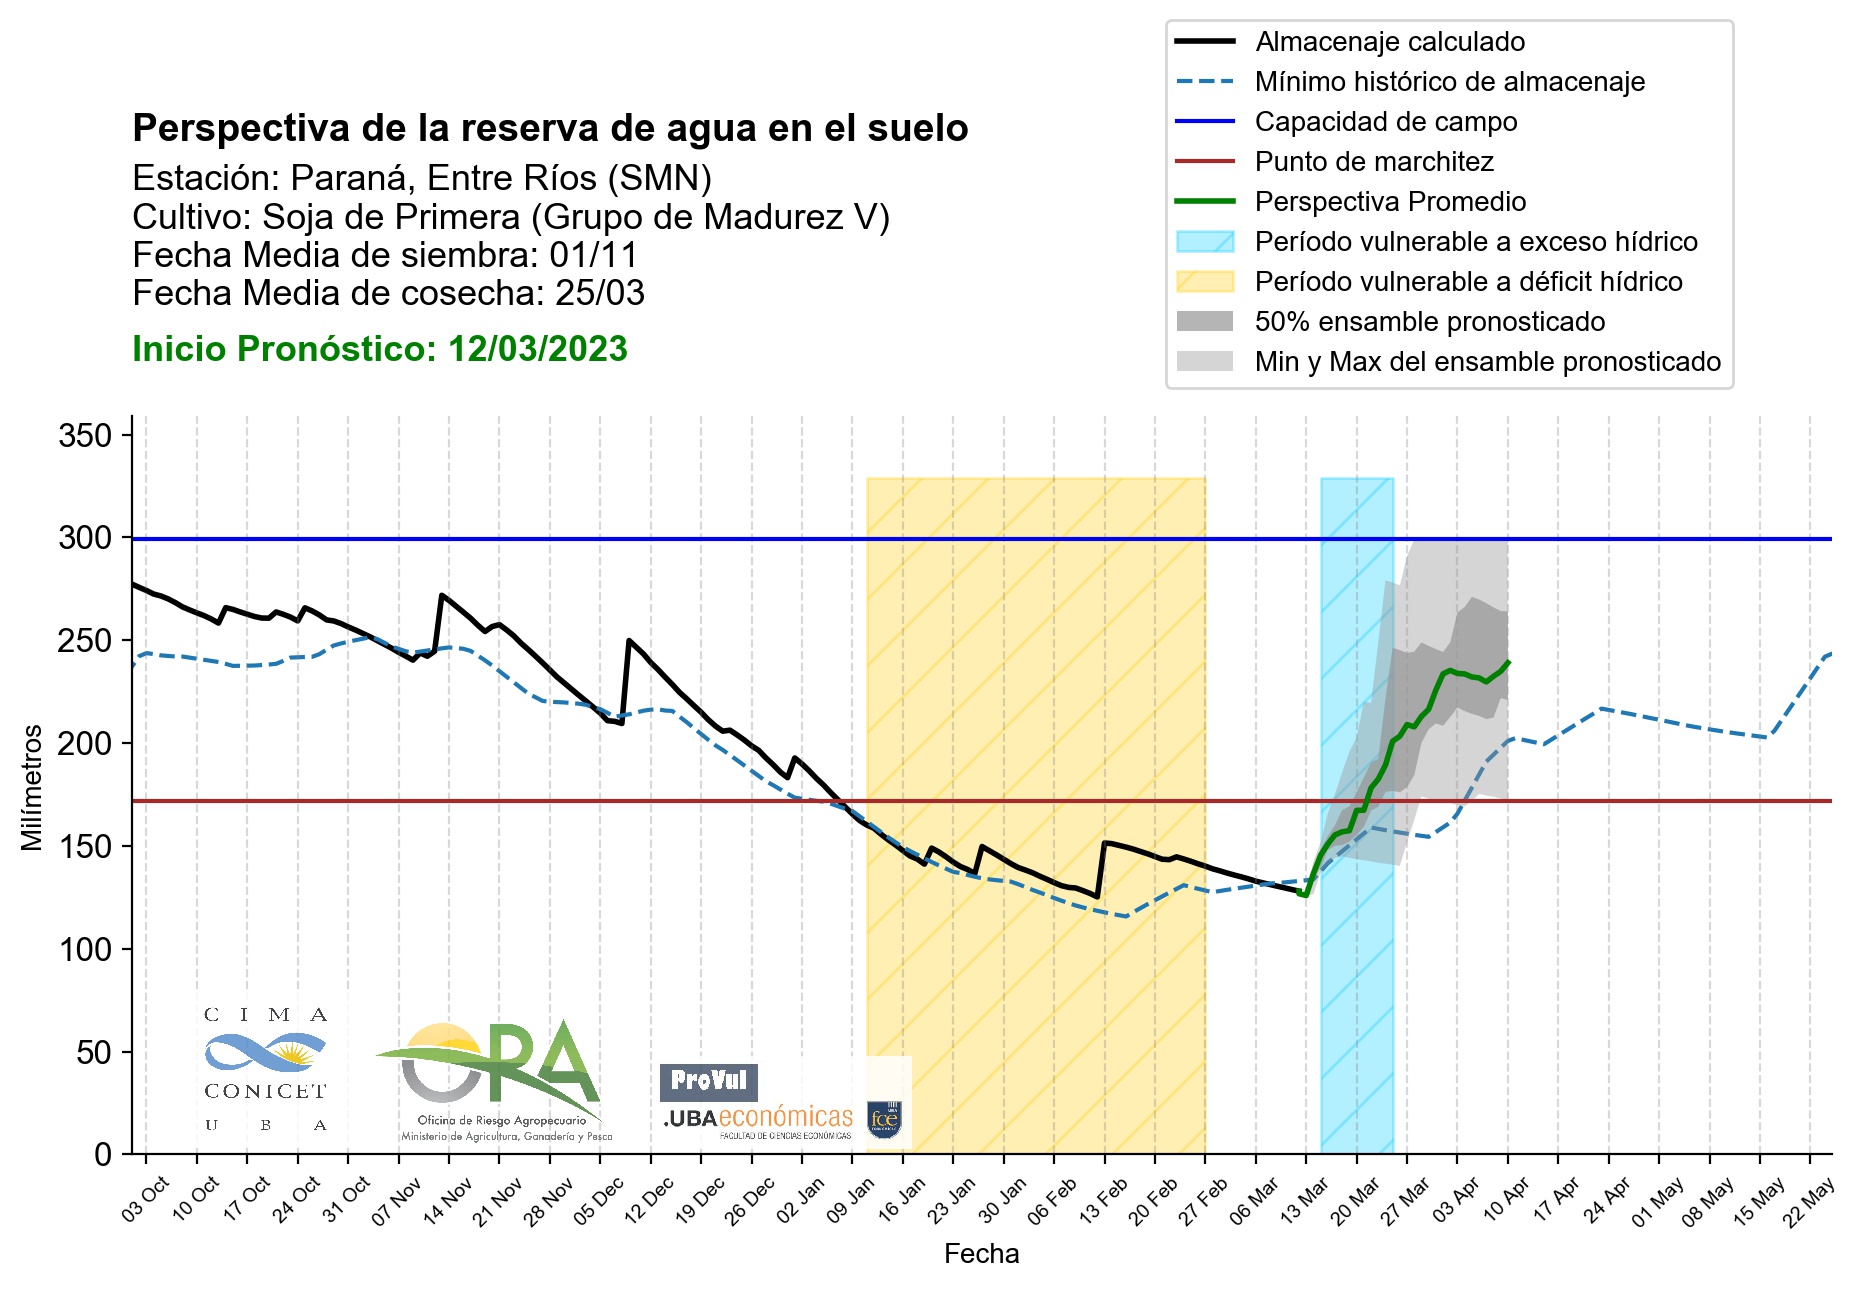 Almacenaje calculado
Mínimo histórico de almacenaje
Capacidad de campo
Punto de marchitez
Perspectiva Promedio
Período vulnerable a exceso hídrico
Período vulnerable a déficit hídrico
50% ensamble pronosticado
Min y Max del ensamble pronosticado
Perspectiva de la reserva de agua en el suelo
Estación: Paraná, Entre Ríos (SMN)
Cultivo: Soja de Primera (Grupo de Madurez V)
Fecha Media de siembra: 01/11
Fecha Media de cosecha: 25/03
Inicio Pronóstico: 12/03/2023
350
300
250
200
150
100
50
0
Milímetros
CIMA
CONICET
UBA
ORA
Oficina de Riesgo Agropecuario
Ministerio de Agricultura, Ganadería y Pesca
ProVul
.UBAeconómicas
FACULTAD DE CIENCIAS ECONÓMICAS
UBA
fce
03 Oct
10 Oct
17 Oct
24 Oct
31 Oct
07 Nov
14 Nov
21 Nov
28 Nov
05 Dec
12 Dec
19 Dec
26 Dec
02 Jan
09 Jan
16 Jan
23 Jan
30 Jan
06 Feb
13 Feb
20 Feb
27 Feb
06 Mar
13 Mar
20 Mar
27 Mar
03 Apr
10 Apr
17 Apr
24 Apr
01 May
08 May
15 May
22 May
Fecha